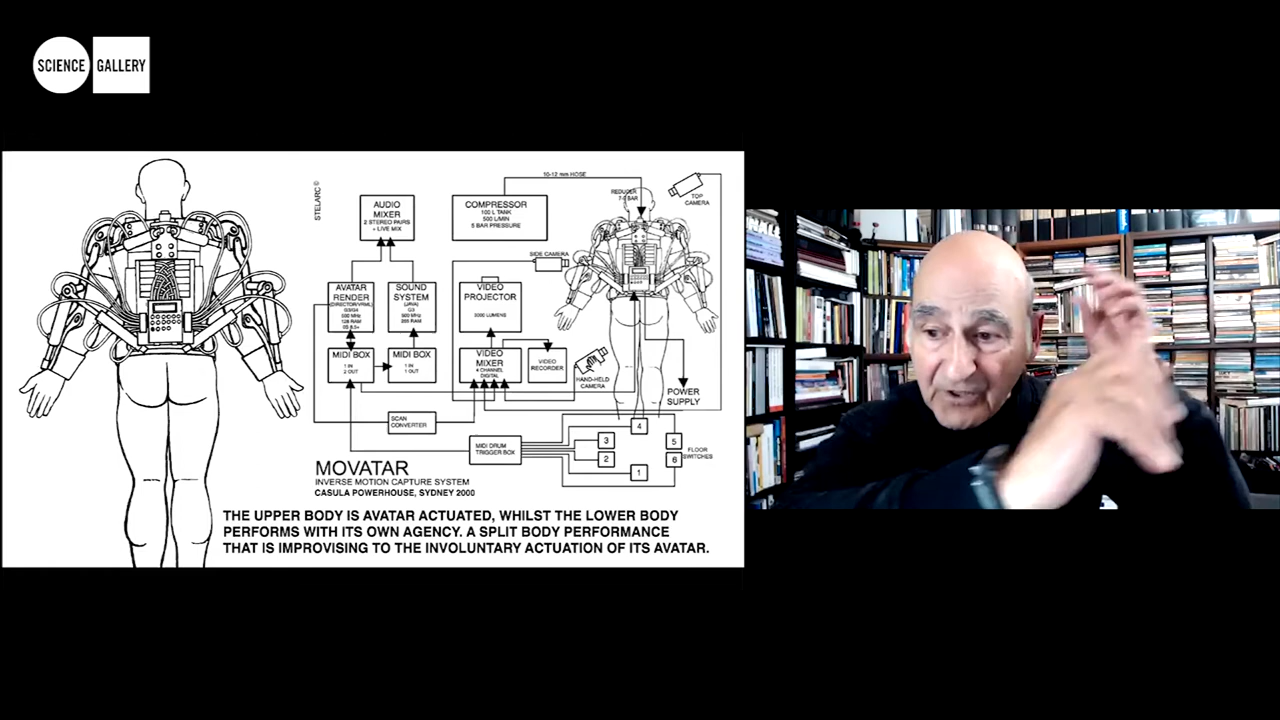 SCIENCE
GALLERY
STELARC ©
10-12 mm HOSE
REDUCER
TOP
CAMERA
AUDIO
MIXER
2 STEREO PAIRS
+ LIVE MIX
COMPRESSOR
100 L TANK
500 L/MIN
5 BAR PRESSURE
SIDE CAMERA
AVATAR
RENDER
SOUND
SYSTEM
VIDEO
PROJECTOR
3000 LUMENS
MIDI BOX
1 IN
2 OUT
MIDI BOX
1 IN
1 OUT
VIDEO
MIXER
4 CHANNEL
DIGITAL
VIDEO
RECORDER
HAND-HELD
CAMERA
POWER
SUPPLY
SCAN
CONVERTER
MIDI DRUM
TRIGGER BOX
4
3
5
2
6
1
FLOOR
SWITCHES
MOVATAR
INVERSE MOTION CAPTURE SYSTEM
CASULA POWERHOUSE, SYDNEY 2000
THE UPPER BODY IS AVATAR ACTUATED, WHILST THE LOWER BODY
PERFORMS WITH ITS OWN AGENCY. A SPLIT BODY PERFORMANCE
THAT IS IMPROVISING TO THE INVOLUNTARY ACTUATION OF ITS AVATAR.